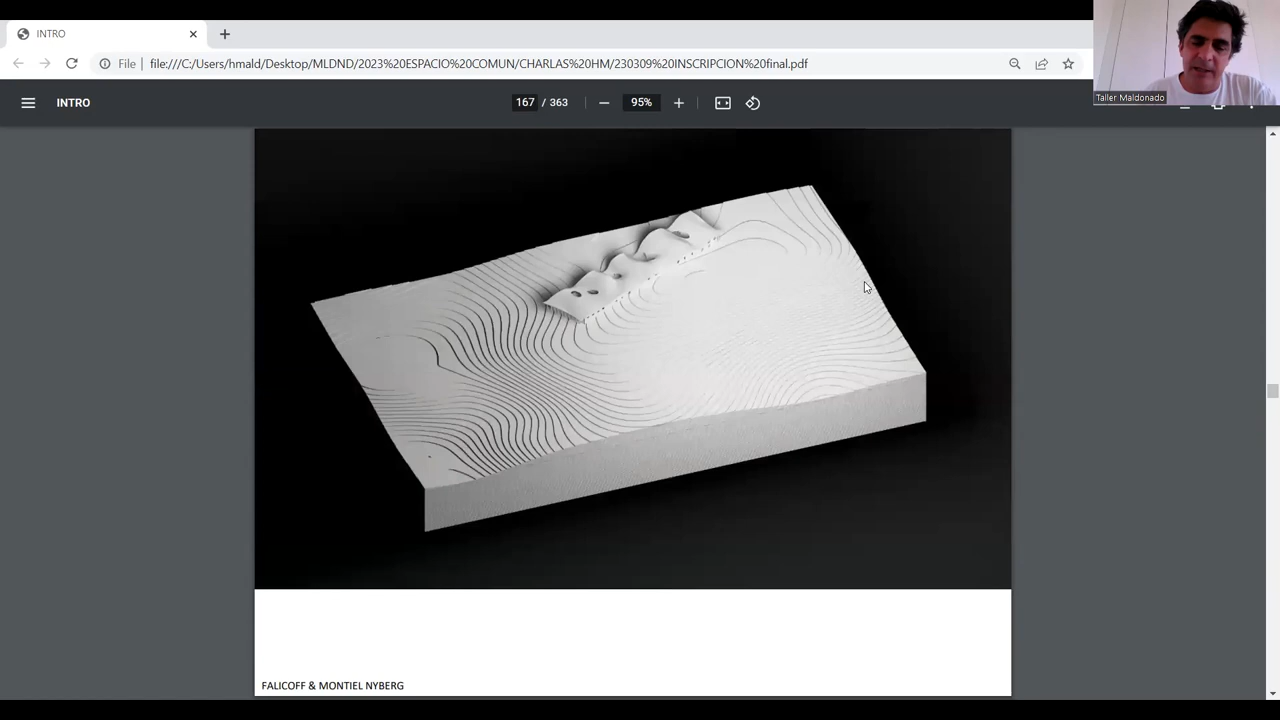 INTRO
File
file:///C:/Users/hmald/Desktop/MLDND/2023%20ESPACIO%20COMUN/CHARLAS%20HM/230309%20INSCRIPCION%20final.pdf
Taller Maldonado
INTRO
167 / 363
95%
FALICOFF & MONTIEL NYBERG